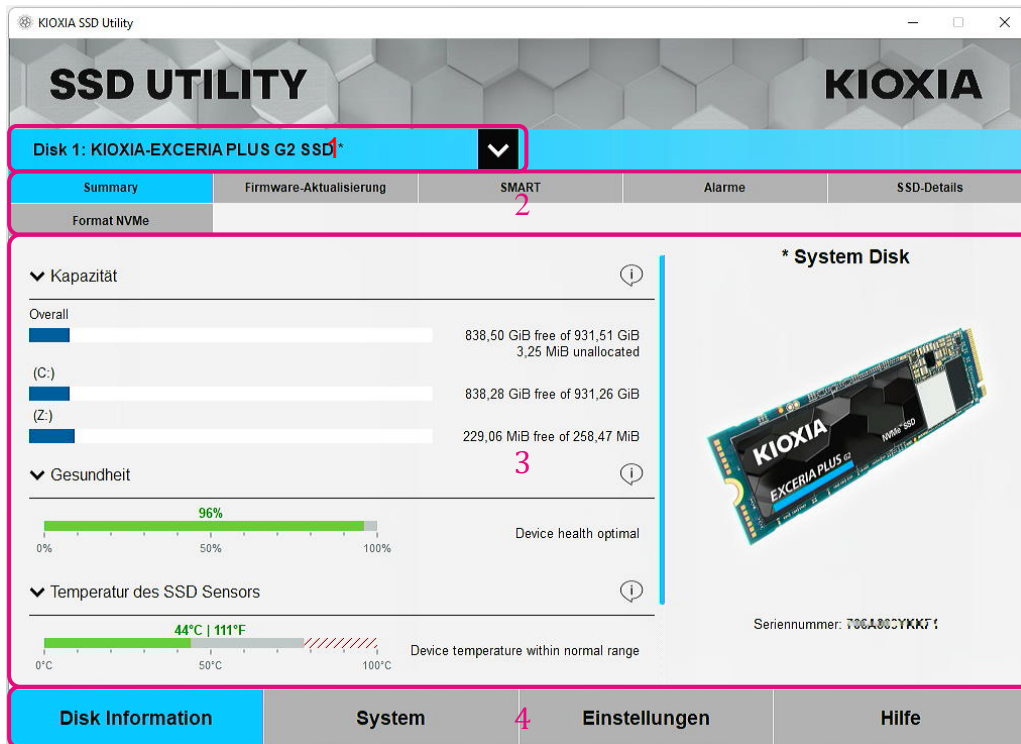 KIOXIA SSD Utility
SSD UTILITY
KIOXIA
Disk 1: KIOXIA-EXCERIA PLUS G2 SSD *
1
Summary
Firmware-Aktualisierung
SMART
Alarme
SSD-Details
2
Format NVMe
* System Disk
Kapazität
Overall
838,50 GiB free of 931,51 GiB
3,25 MiB unallocated
(C:)
838,28 GiB free of 931,26 GiB
(Z:)
229,06 MiB free of 258,47 MiB
3
KIOXIA
NVMe™ SSD
EXCERIA PLUS G2
Gesundheit
96%
0%
50%
100%
Device health optimal
Temperatur des SSD Sensors
44°C | 111°F
0°C
50°C
100°C
Device temperature within normal range
Seriennummer:
Disk Information
System
4
Einstellungen
Hilfe